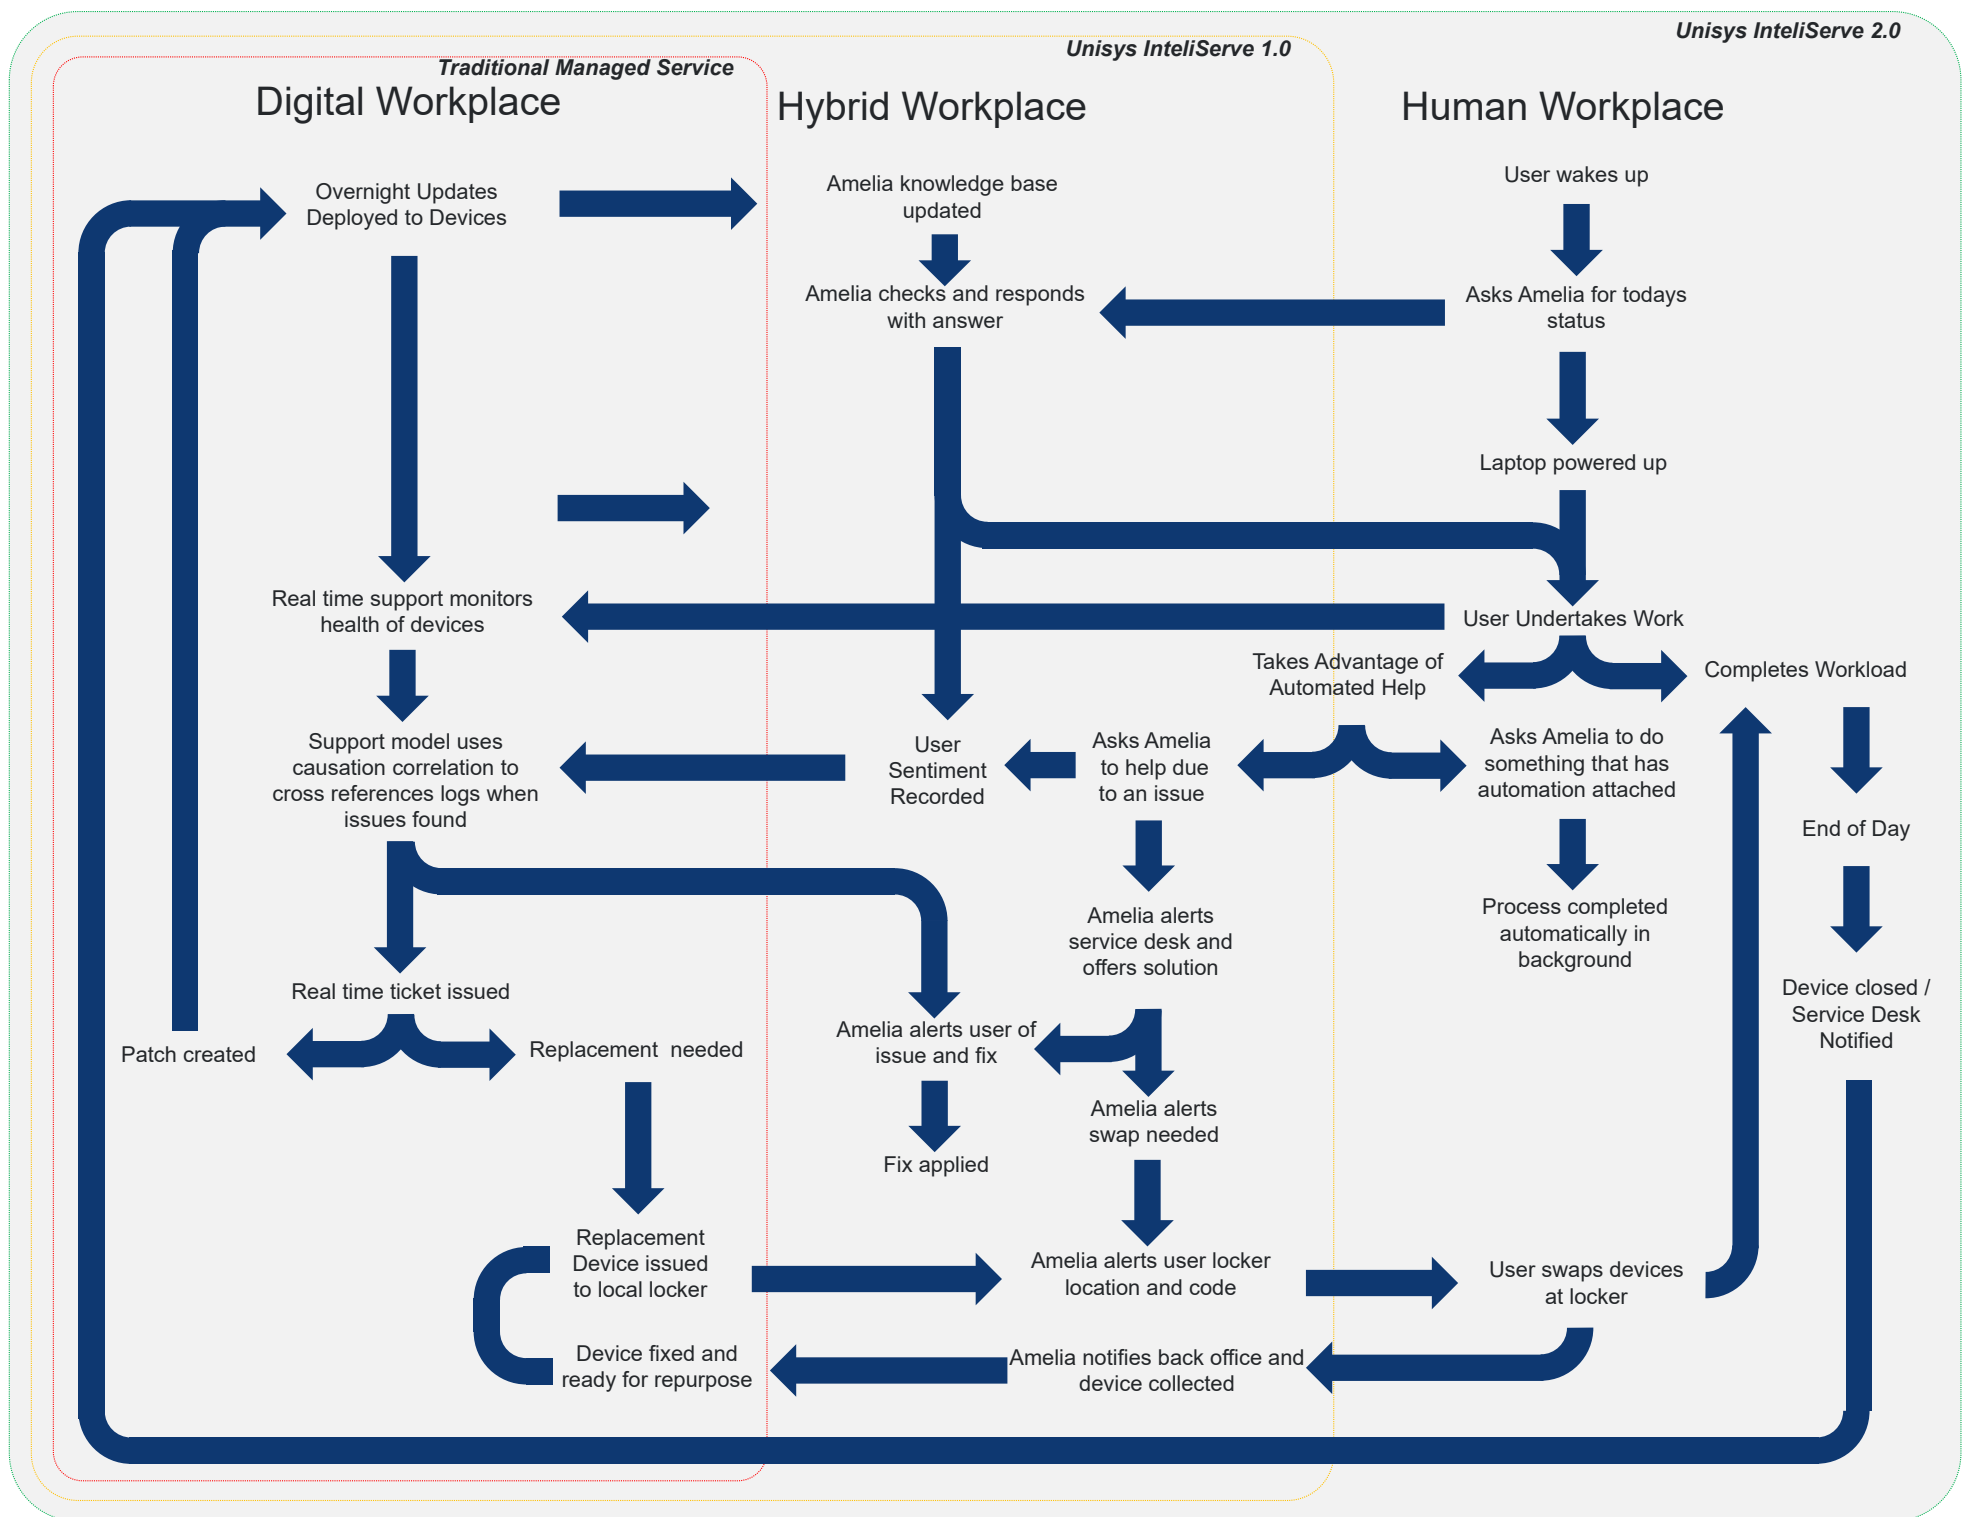 Unisys InteliServe 2.0
Unisys InteliServe 1.0
Traditional Managed Service
Digital Workplace
Hybrid Workplace
Human Workplace
Overnight Updates
Deployed to Devices
Amelia knowledge base
updated
User wakes up
Amelia checks and responds
with answer
Asks Amelia for todays
status
Laptop powered up
Real time support monitors
health of devices
User Undertakes Work
Takes Advantage of
Automated Help
Completes Workload
Support model uses
causation correlation to
cross references logs when
issues found
User
Sentiment
Recorded
Asks Amelia
to help due
to an issue
Asks Amelia to do
something that has
automation attached
End of Day
Amelia alerts
service desk and
offers solution
Process completed
automatically in
background
Device closed /
Service Desk
Notified
Real time ticket issued
Patch created
Replacement  needed
Amelia alerts user of
issue and fix
Amelia alerts
swap needed
Fix applied
Replacement
Device issued
to local locker
Amelia alerts user locker
location and code
User swaps devices
at locker
Device fixed and
ready for repurpose
Amelia notifies back office and
device collected